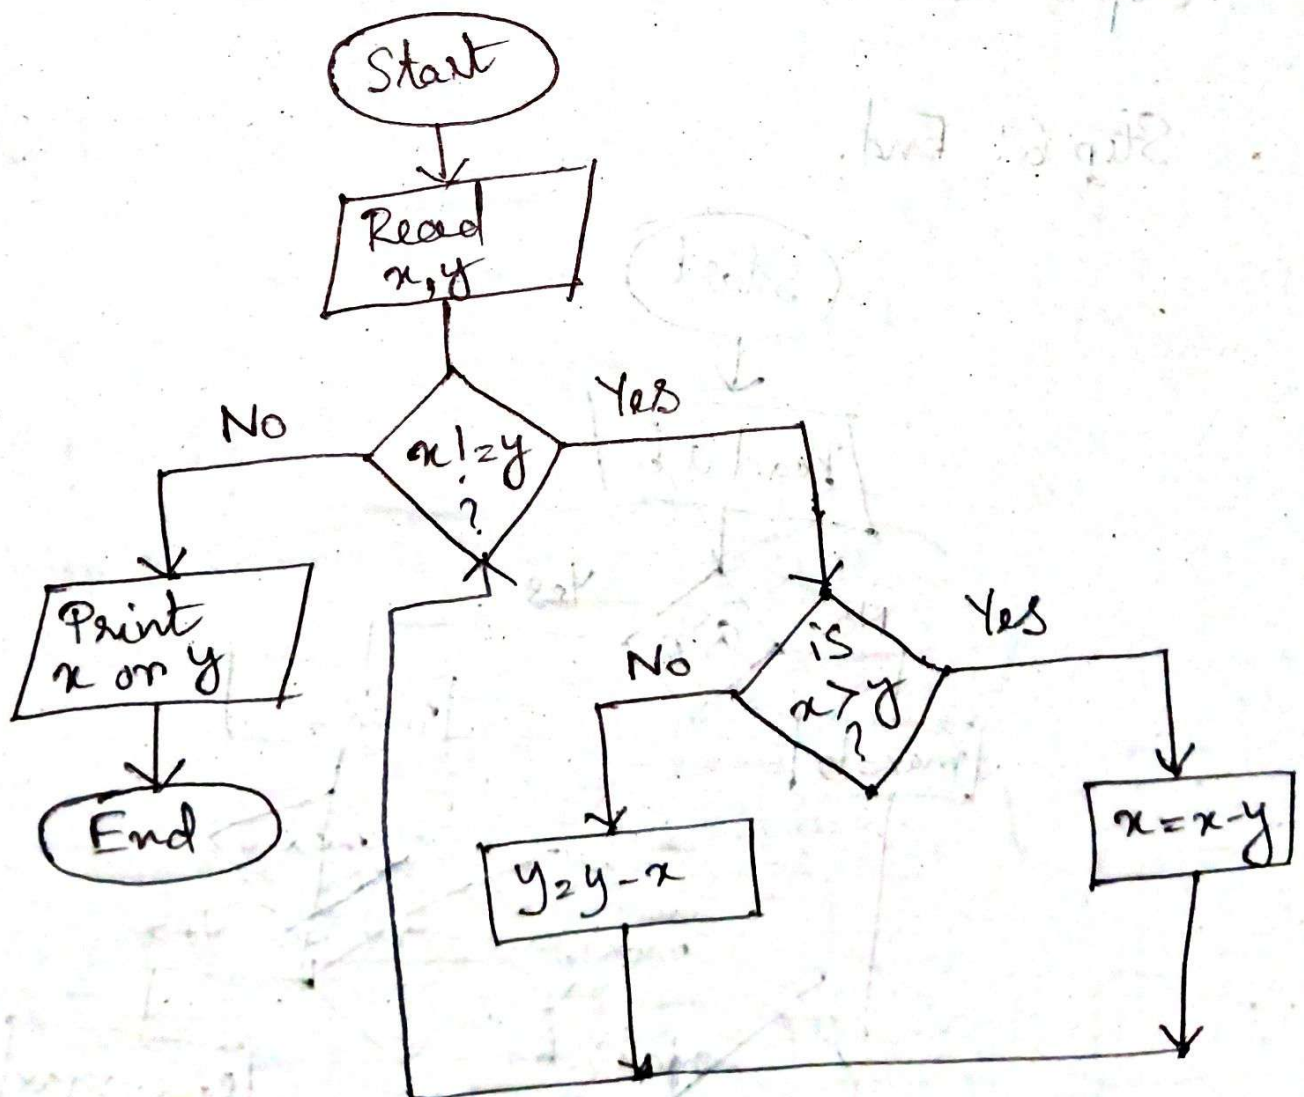 Start
Read
x, y
No
Yes
x!=y
?
Print
x or y
End
No
is
x>y
?
Yes
y=y-x
x=x-y